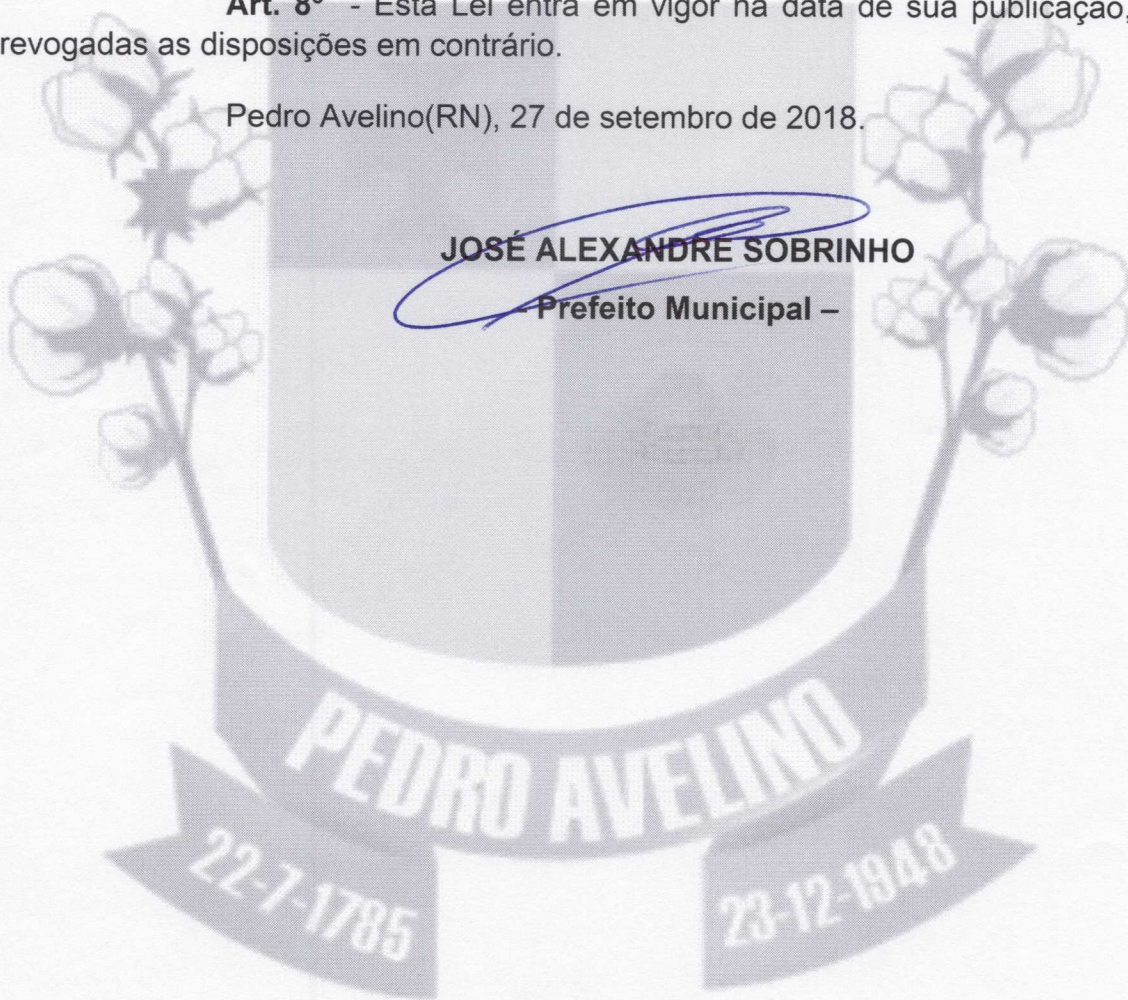 Art. 8º - Esta Lei entra em vigor na data de sua publicação,
revogadas as disposições em contrário.
Pedro Avelino(RN), 27 de setembro de 2018.
JOSÉ ALEXANDRE SOBRINHO
- Prefeito Municipal –
PEDRO AVELINO
22-7-1785
23-12-1948